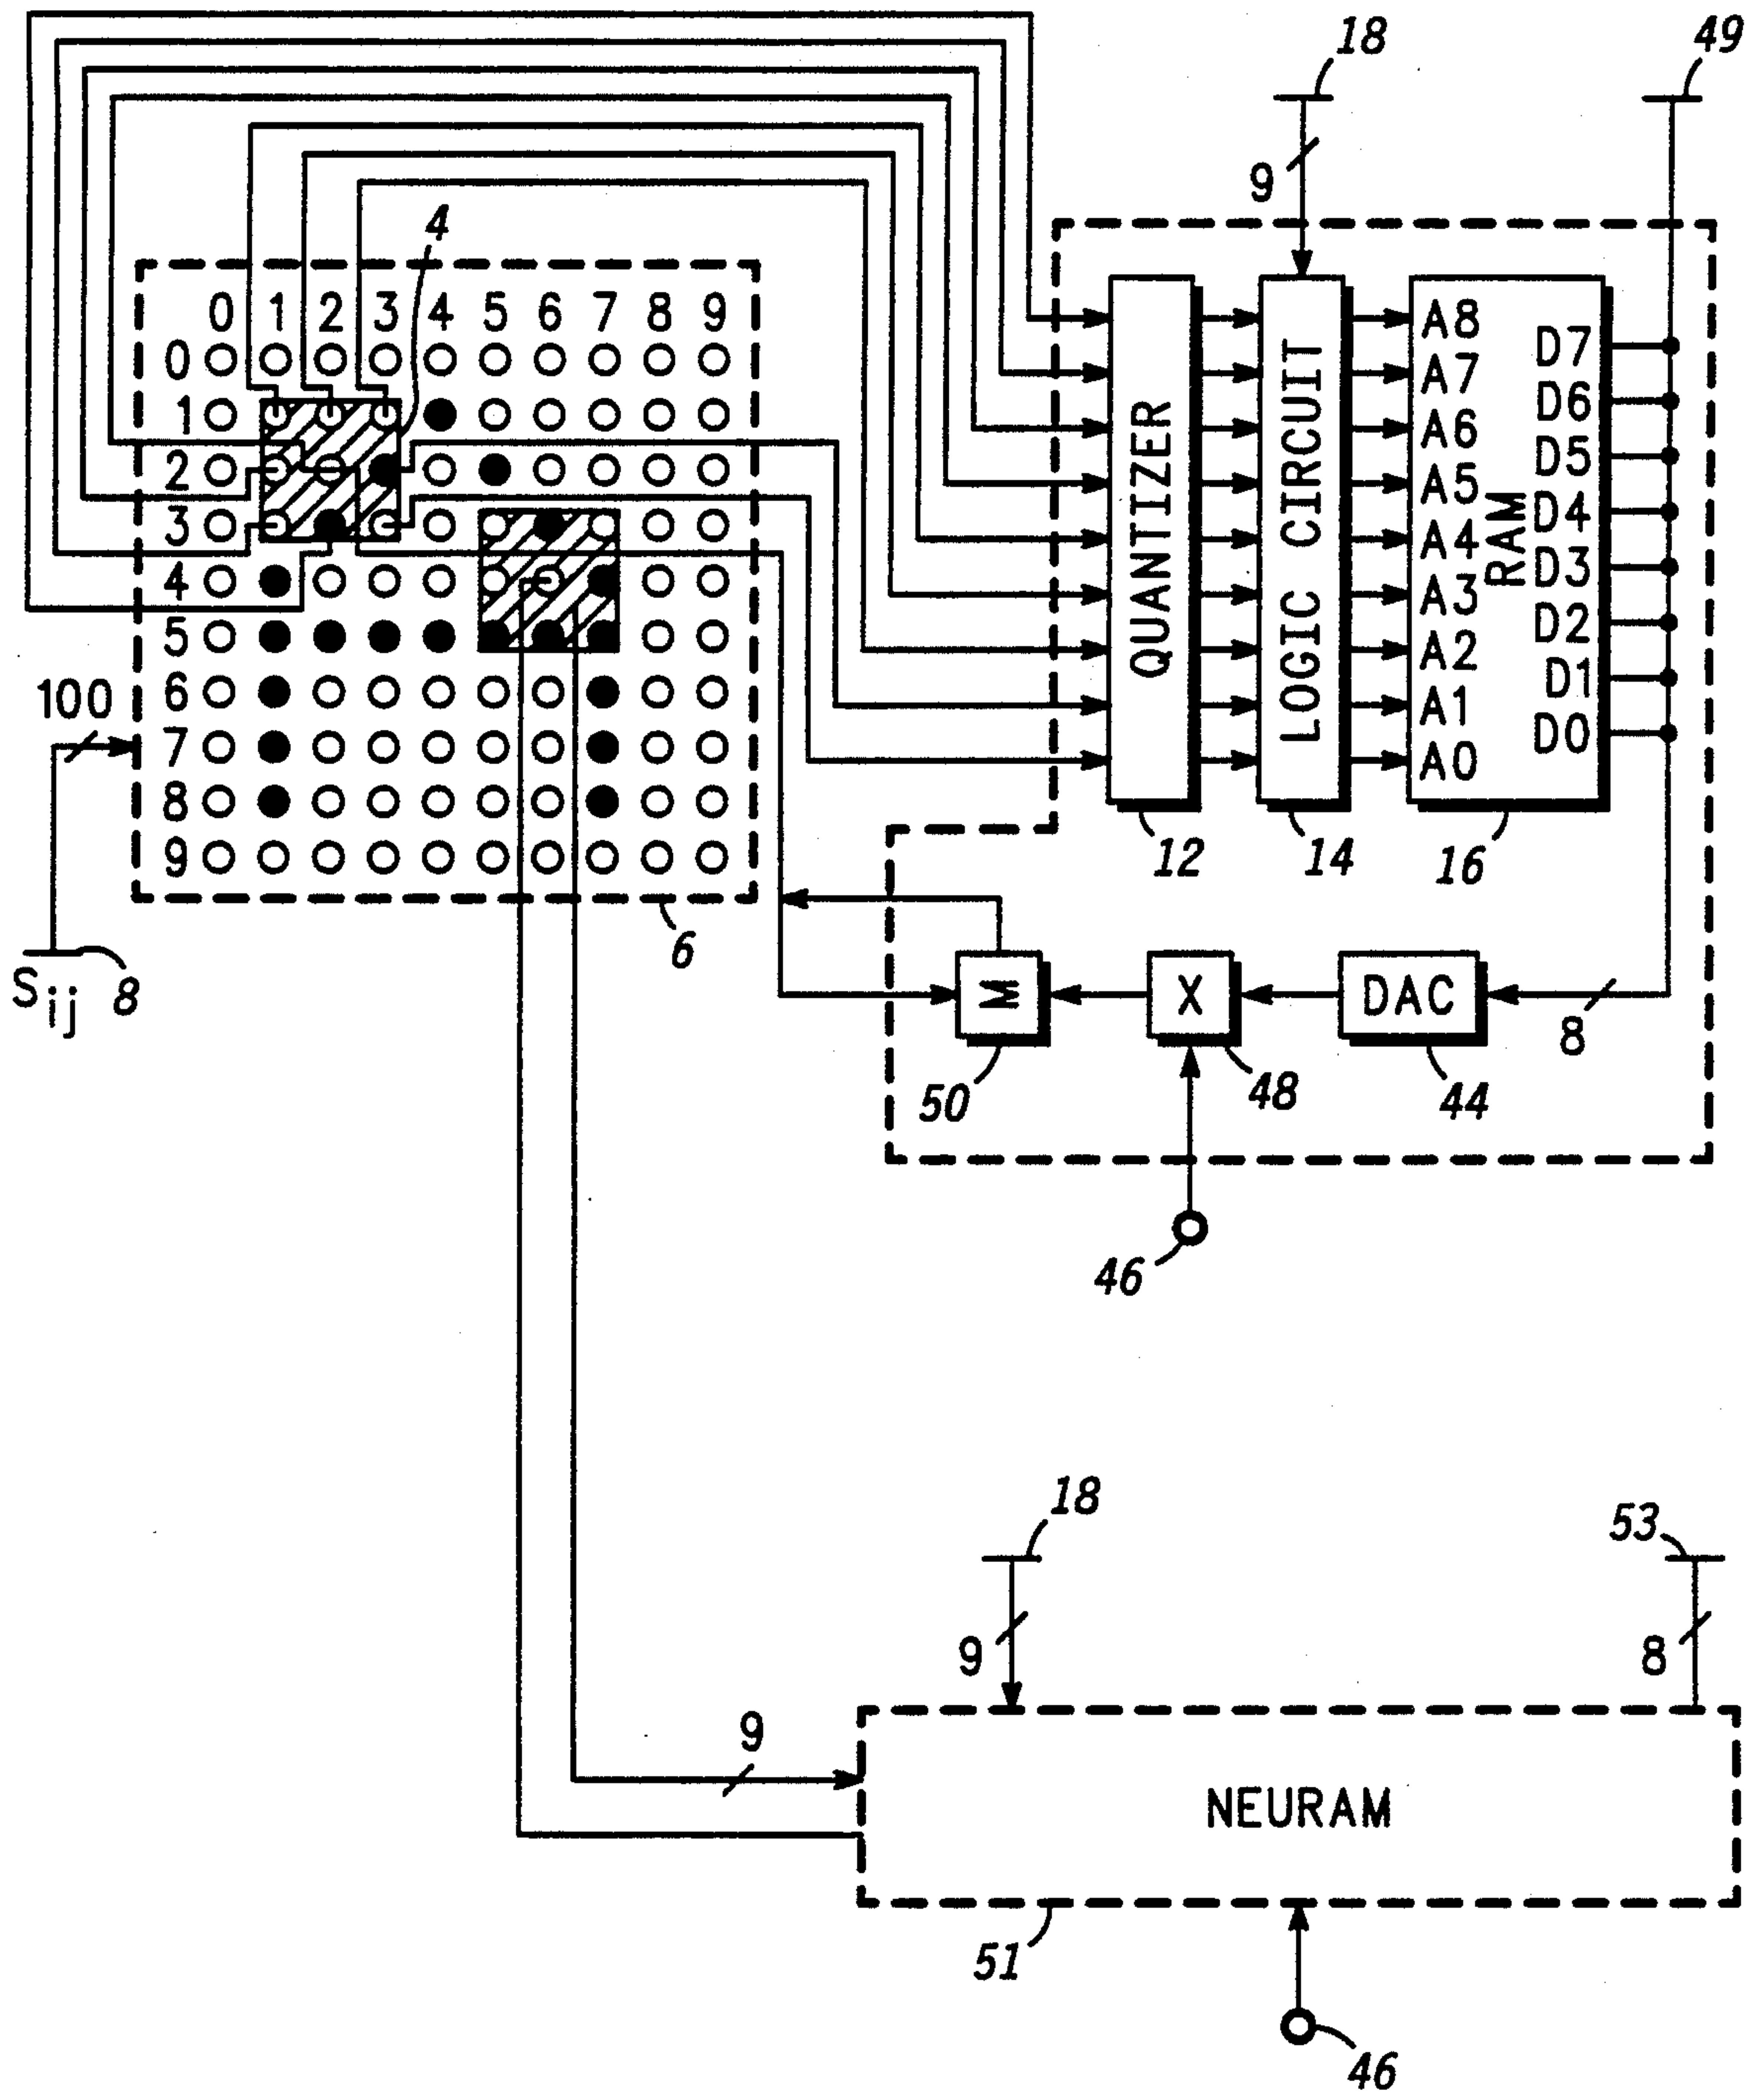 18
49
9
4
0 1 2 3 4 5 6 7 8 9
0
1
2
3
4
5
6
7
8
9
100
Sij
8
6
QUANTIZER
12
LOGIC CIRCUIT
14
A8
A7
A6
A5
A4
A3
A2
A1
A0
RAM
D7
D6
D5
D4
D3
D2
D1
D0
16
M
50
X
48
DAC
44
8
46
18
9
53
8
9
NEURAM
51
46